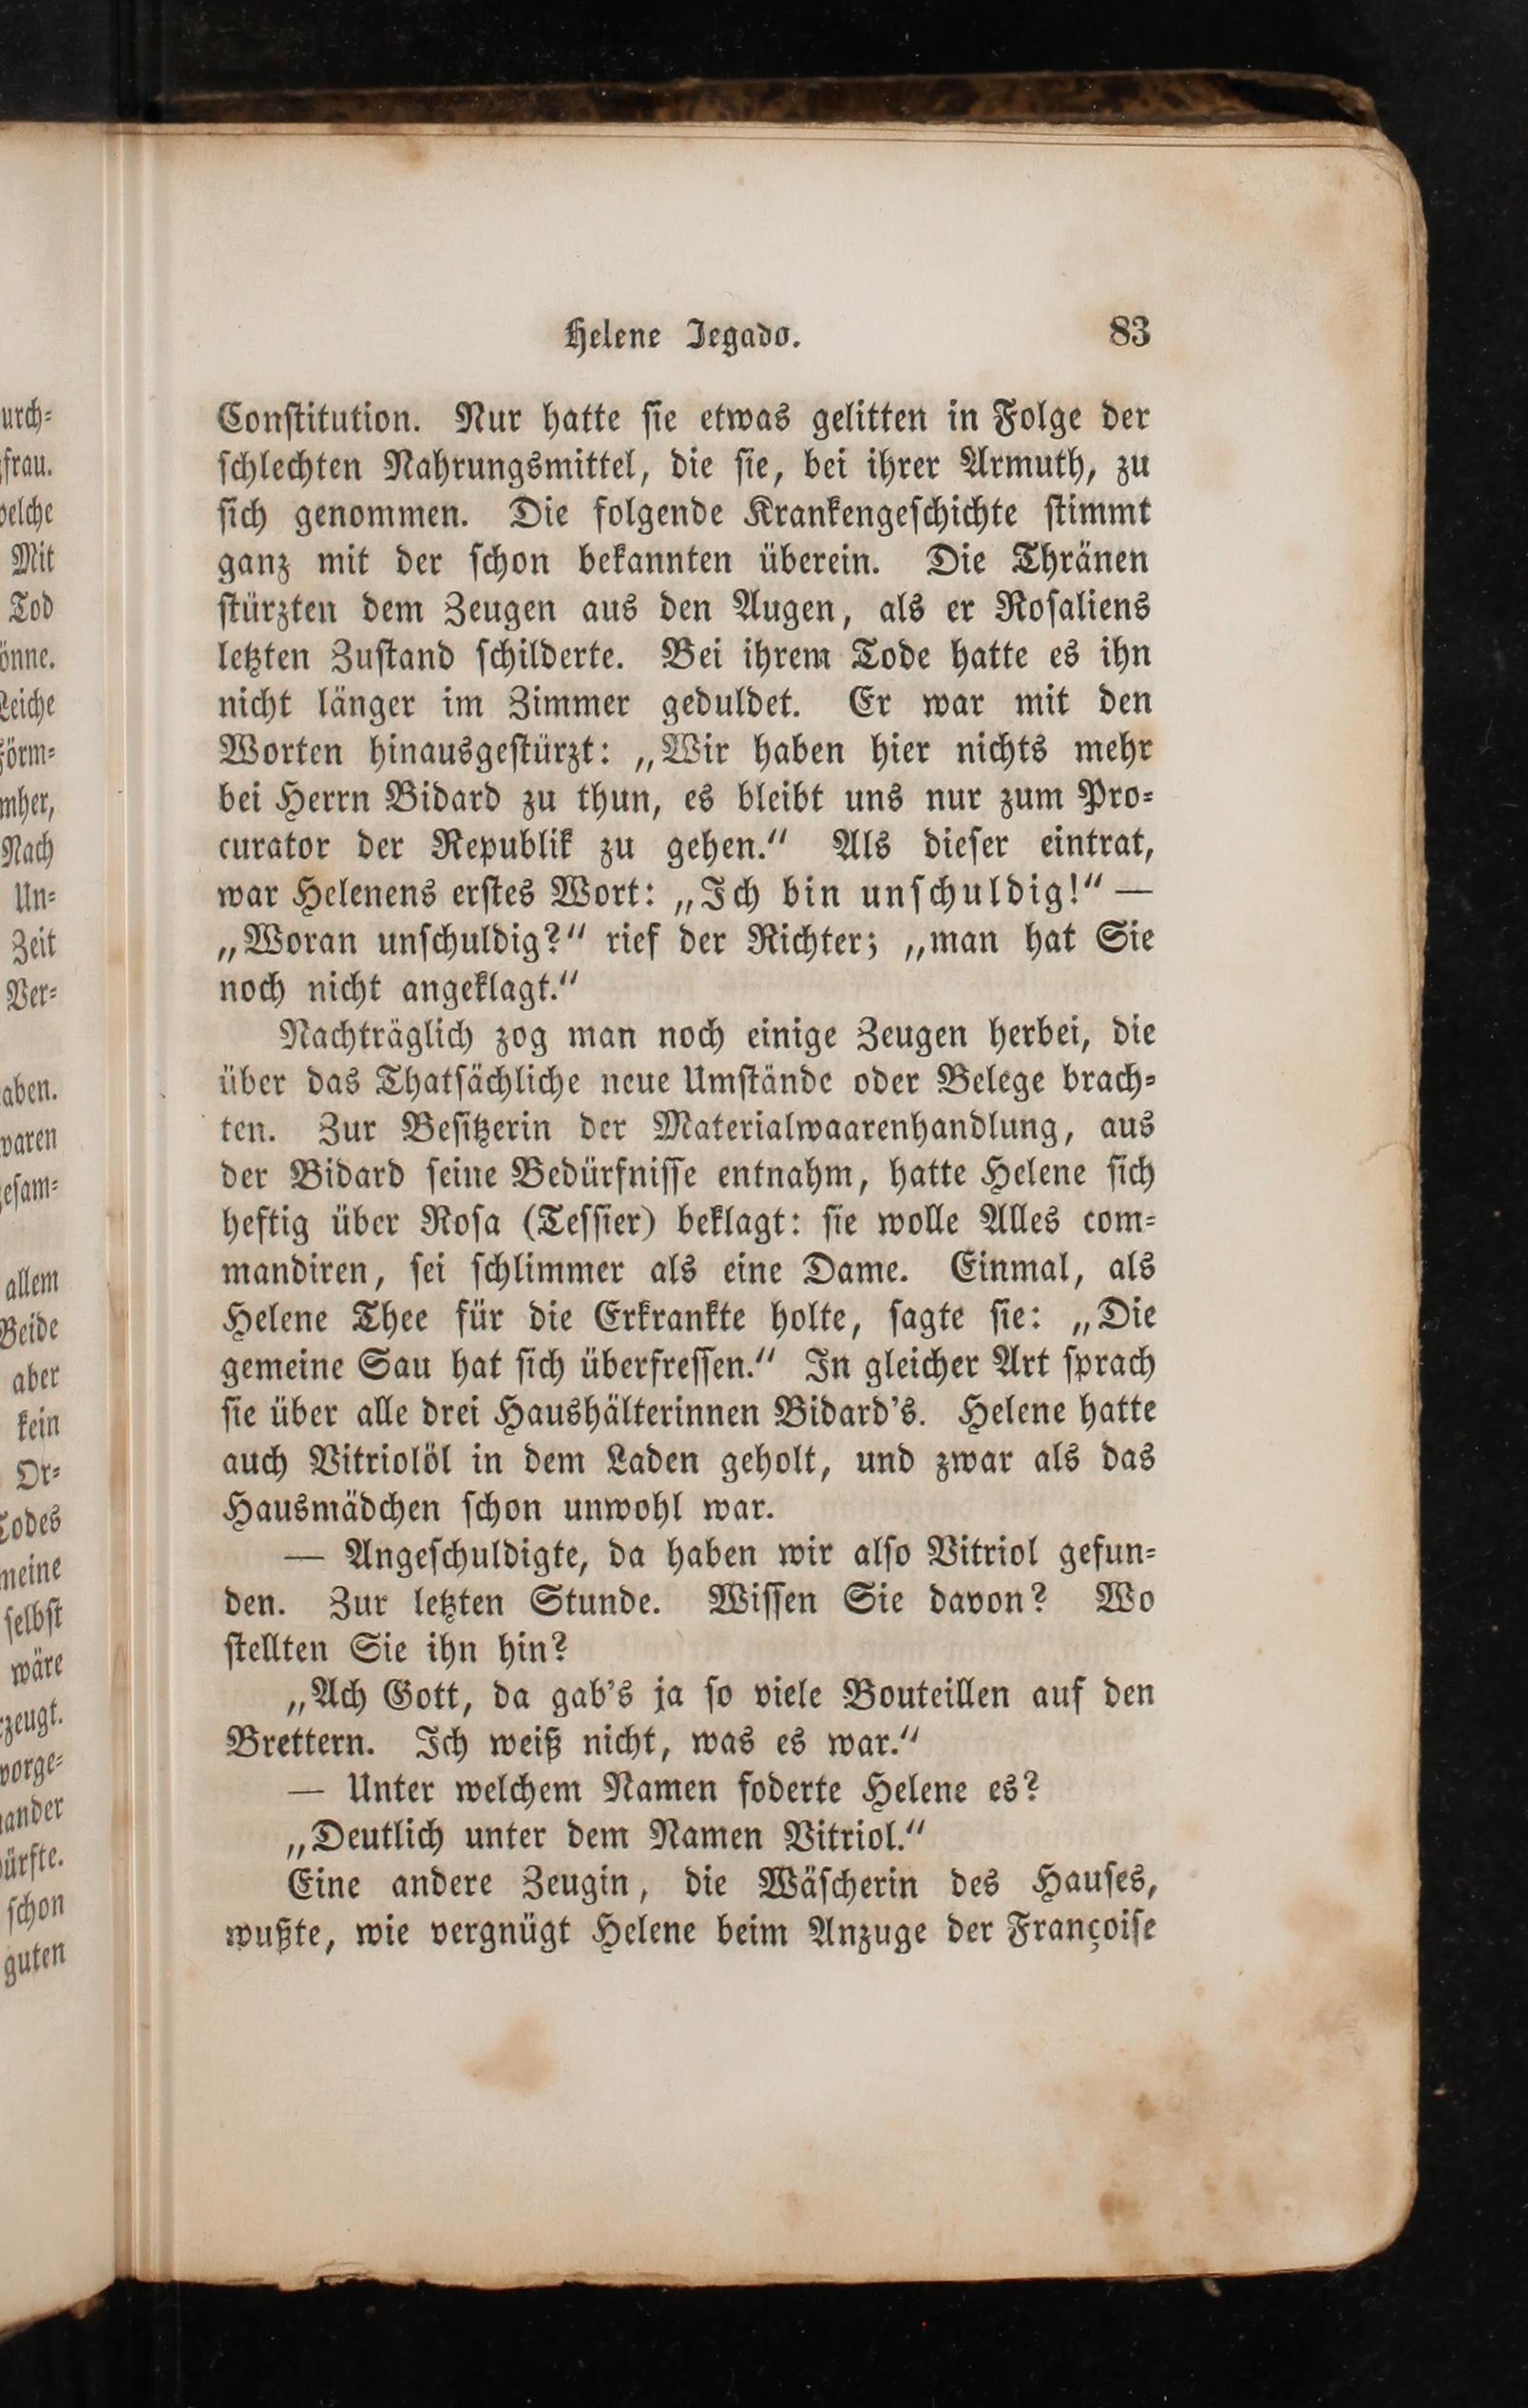 Helene Jegado. 83
Conſtitution. Nur hatte ſie etwas gelitten in Folge der
ſchlechten Nahrungsmittel, die ſie, bei ihrer Armuth, zu
ſich genommen. Die folgende Krankengeſchichte ſtimmt
ganz mit der ſchon bekannten überein. Die Thränen
ſtürzten dem Zeugen aus den Augen, als er Roſaliens
letzten Zuſtand ſchilderte. Bei ihrem Tode hatte es ihn
nicht länger im Zimmer geduldet. Er war mit den
Worten hinausgeſtürzt: „Wir haben hier nichts mehr
bei Herrn Bidard zu thun, es bleibt uns nur zum Pro-
curator der Republik zu gehen.“ Als dieſer eintrat,
war Helenens erſtes Wort: „Ich bin unſchuldig!“ —
„Woran unſchuldig?“ rief der Richter; „man hat Sie
noch nicht angeklagt.“
Nachträglich zog man noch einige Zeugen herbei, die
über das Thatſächliche neue Umſtände oder Belege brach-
ten. Zur Beſitzerin der Materialwaarenhandlung, aus
der Bidard ſeine Bedürfniſſe entnahm, hatte Helene ſich
heftig über Roſa (Teſſier) beklagt: ſie wolle Alles com-
mandiren, ſei ſchlimmer als eine Dame. Einmal, als
Helene Thee für die Erkrankte holte, ſagte ſie: „Die
gemeine Sau hat ſich überfreſſen.“ In gleicher Art ſprach
ſie über alle drei Haushälterinnen Bidard’s. Helene hatte
auch Vitriolöl in dem Laden geholt, und zwar als das
Hausmädchen ſchon unwohl war.
— Angeſchuldigte, da haben wir alſo Vitriol gefun-
den. Zur letzten Stunde. Wiſſen Sie davon? Wo
ſtellten Sie ihn hin?
„Ach Gott, da gab’s ja ſo viele Bouteillen auf den
Brettern. Ich weiß nicht, was es war.“
— Unter welchem Namen foderte Helene es?
„Deutlich unter dem Namen Vitriol.“
Eine andere Zeugin, die Wäſcherin des Hauſes,
wußte, wie vergnügt Helene beim Anzuge der Françoiſe